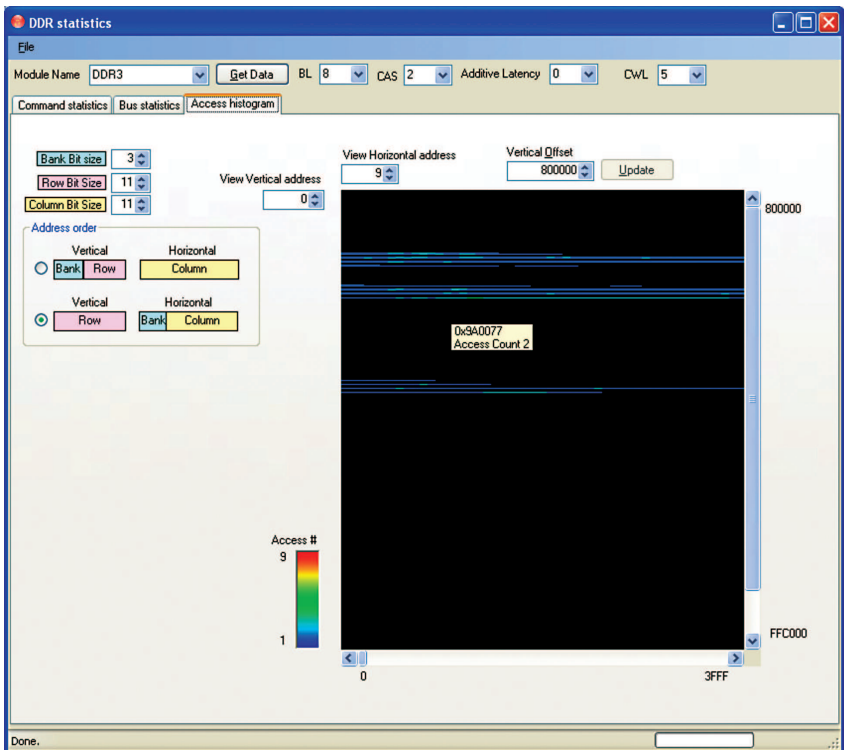 DDR statistics
File
Module Name DDR3 Get Data BL 8 CAS 2 Additive Latency 0 CWL 5
Command statistics Bus statistics Access histogram
Bank Bit size 3
Row Bit Size 11
Column Bit Size 11
View Vertical address
0
View Horizontal address
9
Vertical Offset
800000 Update
Address order
Vertical Horizontal
Bank Row Column
Vertical Horizontal
Row Bank Column
800000
0x9A0077
Access Count 2
Access #
9
1
FFC000
0 3FFF
Done.